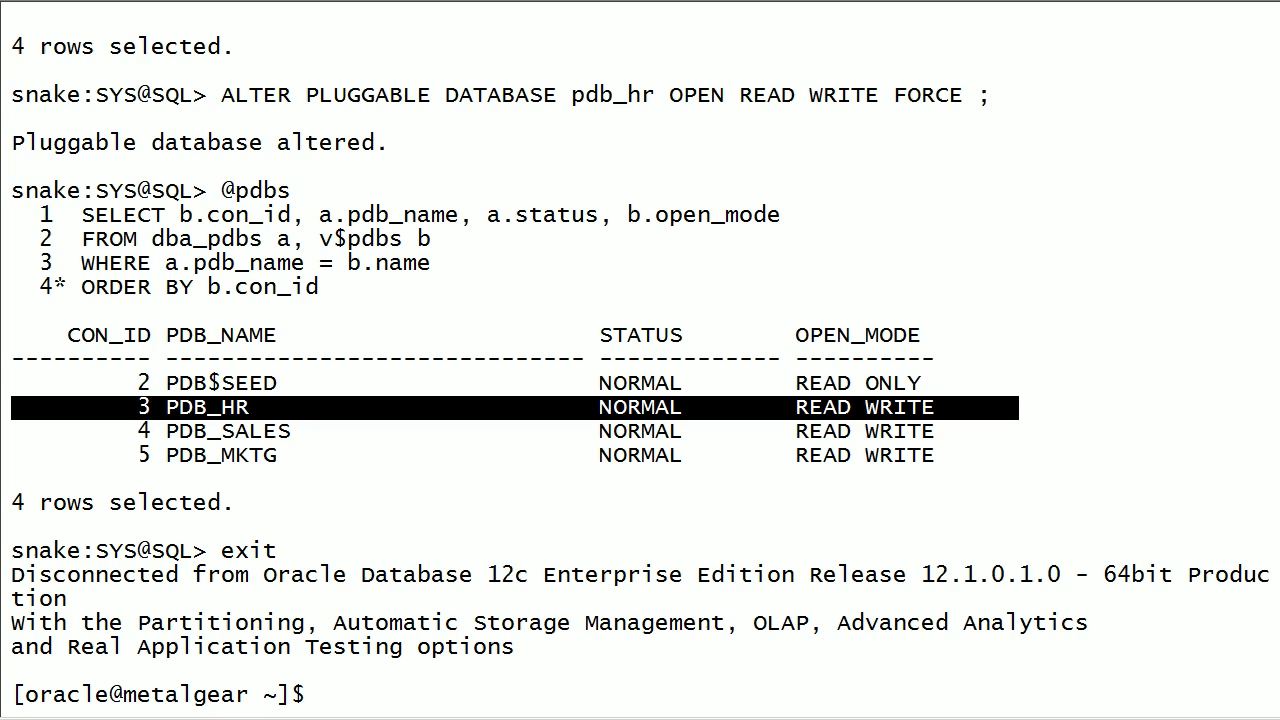 4 rows selected.
snake:SYS@SQL> ALTER PLUGGABLE DATABASE pdb_hr OPEN READ WRITE FORCE ;
Pluggable database altered.
snake:SYS@SQL> @pdbs
  1  SELECT b.con_id, a.pdb_name, a.status, b.open_mode
  2  FROM dba_pdbs a, v$pdbs b
  3  WHERE a.pdb_name = b.name
  4* ORDER BY b.con_id
    CON_ID PDB_NAME                       STATUS        OPEN_MODE
---------- ------------------------------ ------------- ----------
         2 PDB$SEED                       NORMAL        READ ONLY
         3 PDB_HR                         NORMAL        READ WRITE
         4 PDB_SALES                      NORMAL        READ WRITE
         5 PDB_MKTG                       NORMAL        READ WRITE
4 rows selected.
snake:SYS@SQL> exit
Disconnected from Oracle Database 12c Enterprise Edition Release 12.1.0.1.0 - 64bit Produc
tion
With the Partitioning, Automatic Storage Management, OLAP, Advanced Analytics
and Real Application Testing options
[oracle@metalgear ~]$